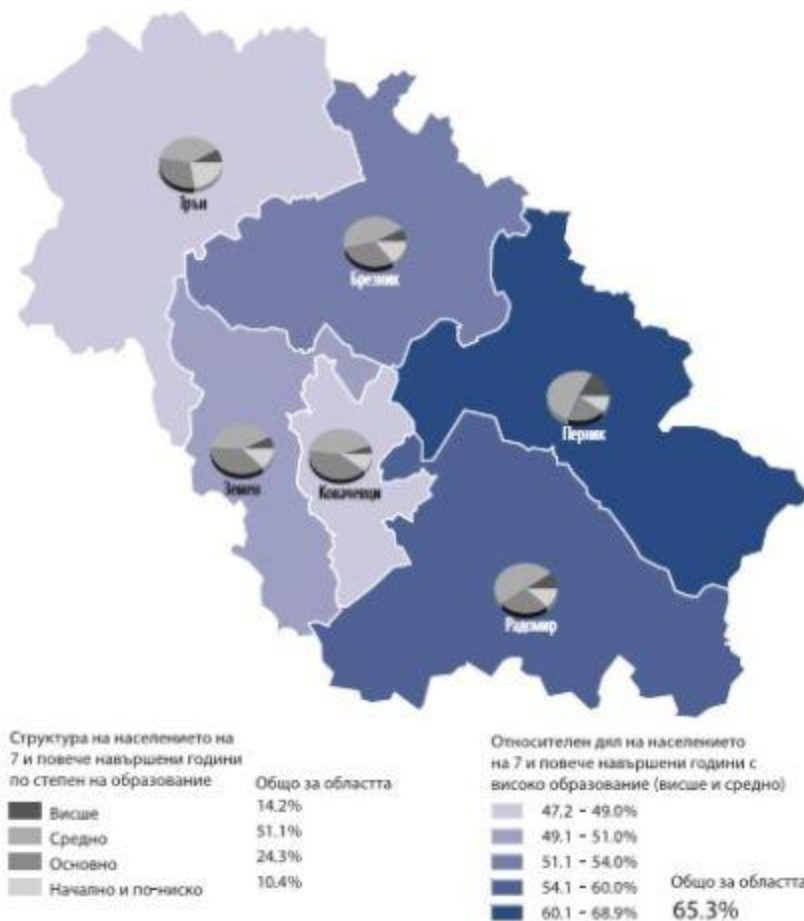 Трън
Брезник
Перник
Земен
Ковачевци
Радомир
Структура на населението на
7 и повече навършени години
по степен на образование
Общо за областта
Висше 14.2%
Средно 51.1%
Основно 24.3%
Начално и по-ниско 10.4%
Относителен дял на населението
на 7 и повече навършени години с
високо образование (висше и средно)
47.2 - 49.0%
49.1 - 51.0%
51.1 - 54.0%
54.1 - 60.0%
60.1 - 68.9%
Общо за областта
65.3%